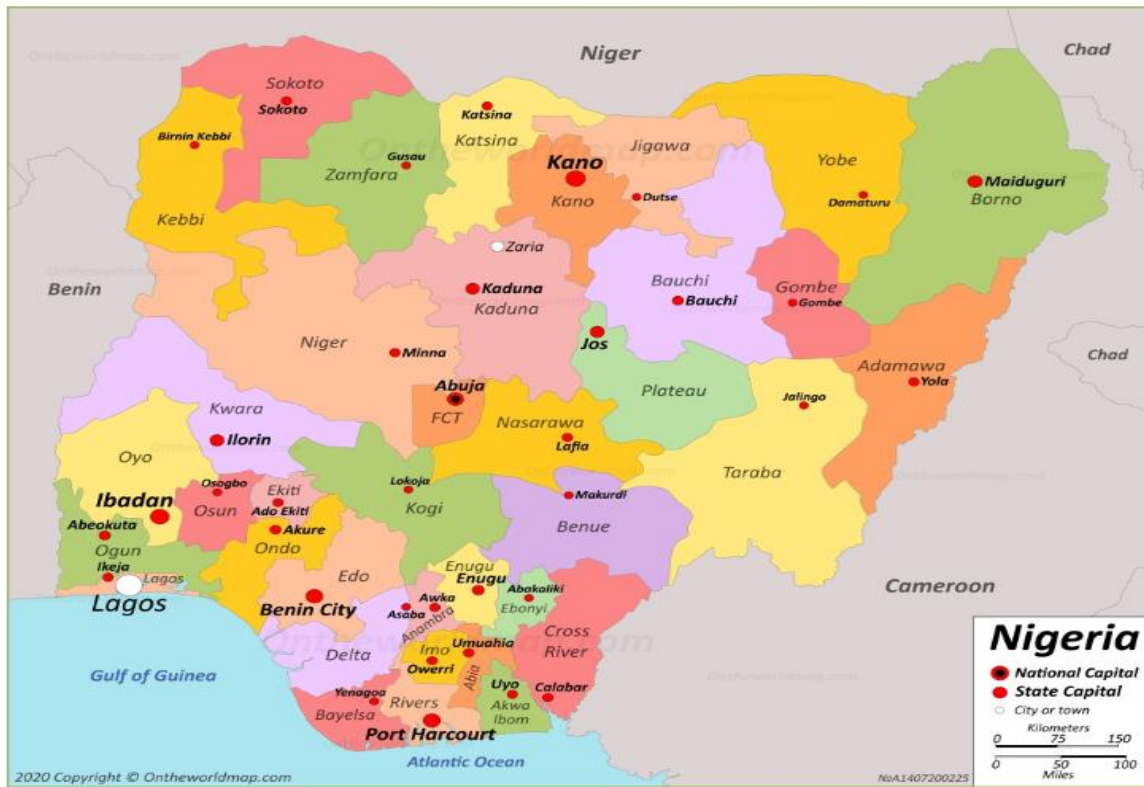 Niger
Chad
Sokoto
Sokoto
Katsina
Katsina
Birnin Kebbi
Kebbi
Gusau
Zamfara
Jigawa
Kano
Kano
Dutse
Yobe
Damaturu
Maiduguri
Borno
Zaria
Benin
Kaduna
Kaduna
Bauchi
Bauchi
Gombe
Gombe
Niger
Minna
Jos
Chad
Adamawa
Yola
Abuja
FCT
Plateau
Jalingo
Kwara
Ilorin
Nasarawa
Lafia
Oyo
Taraba
Osogbo
Osun
Ekiti
Ado Ekiti
Lokoja
Kogi
Makurdi
Benue
Ibadan
Abeokuta
Ogun
Akure
Ondo
Ikeja
Lagos
Lagos
Edo
Benin City
Enugu
Enugu
Abakaliki
Ebonyi
Cameroon
Awka
Anambra
Asaba
Delta
Cross
River
Imo
Owerri
Umuahia
Abia
Gulf of Guinea
Yenagoa
Bayelsa
Rivers
Port Harcourt
Uyo
Akwa
Ibom
Calabar
Atlantic Ocean
Nigeria
National Capital
State Capital
City or town
Kilometers
0 75 150
0 50 100
Miles
2020 Copyright © Ontheworldmap.com
NoA1407200225
Ontheworldmap.com